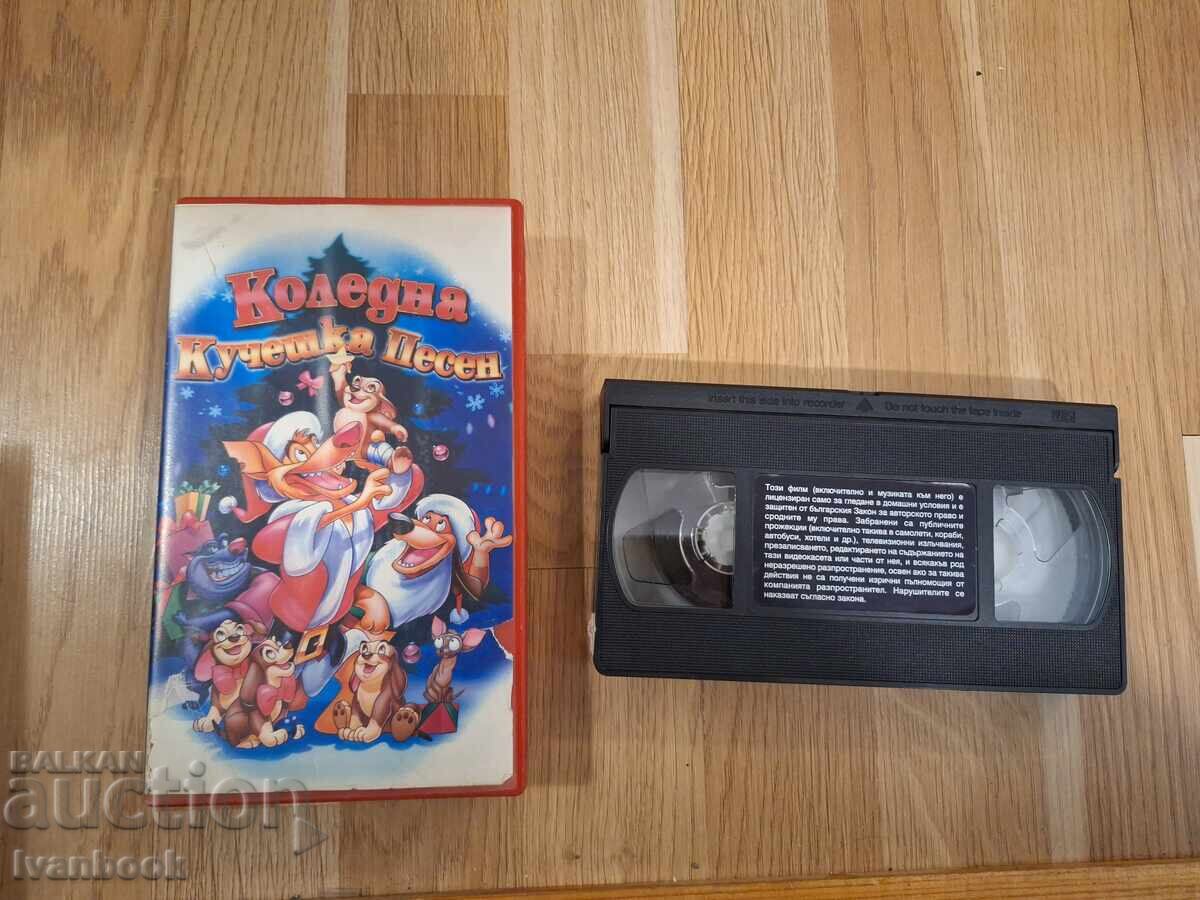 Коледна
Кучешка Песен
Insert this side into recorder
Do not touch the tape inside
VHS
Този филм (включително и музиката към него) е
лицензиран само за гледане в домашни условия и е
защитен от българския Закон за авторското право и
сродните му права. Забранени са публичните
прожекции (включително такива в самолети, кораби,
автобуси, хотели и др.), телевизионни излъчвания,
презаписването, редактирането на съдържанието на
тази видеокасета или части от нея, и всякакъв род
неразрешено разпространение, освен ако за такива
действия не са получени изрични пълномощия от
компанията разпространител. Нарушителите се
наказват съгласно закона.
BALKAN
auction
Ivanbook